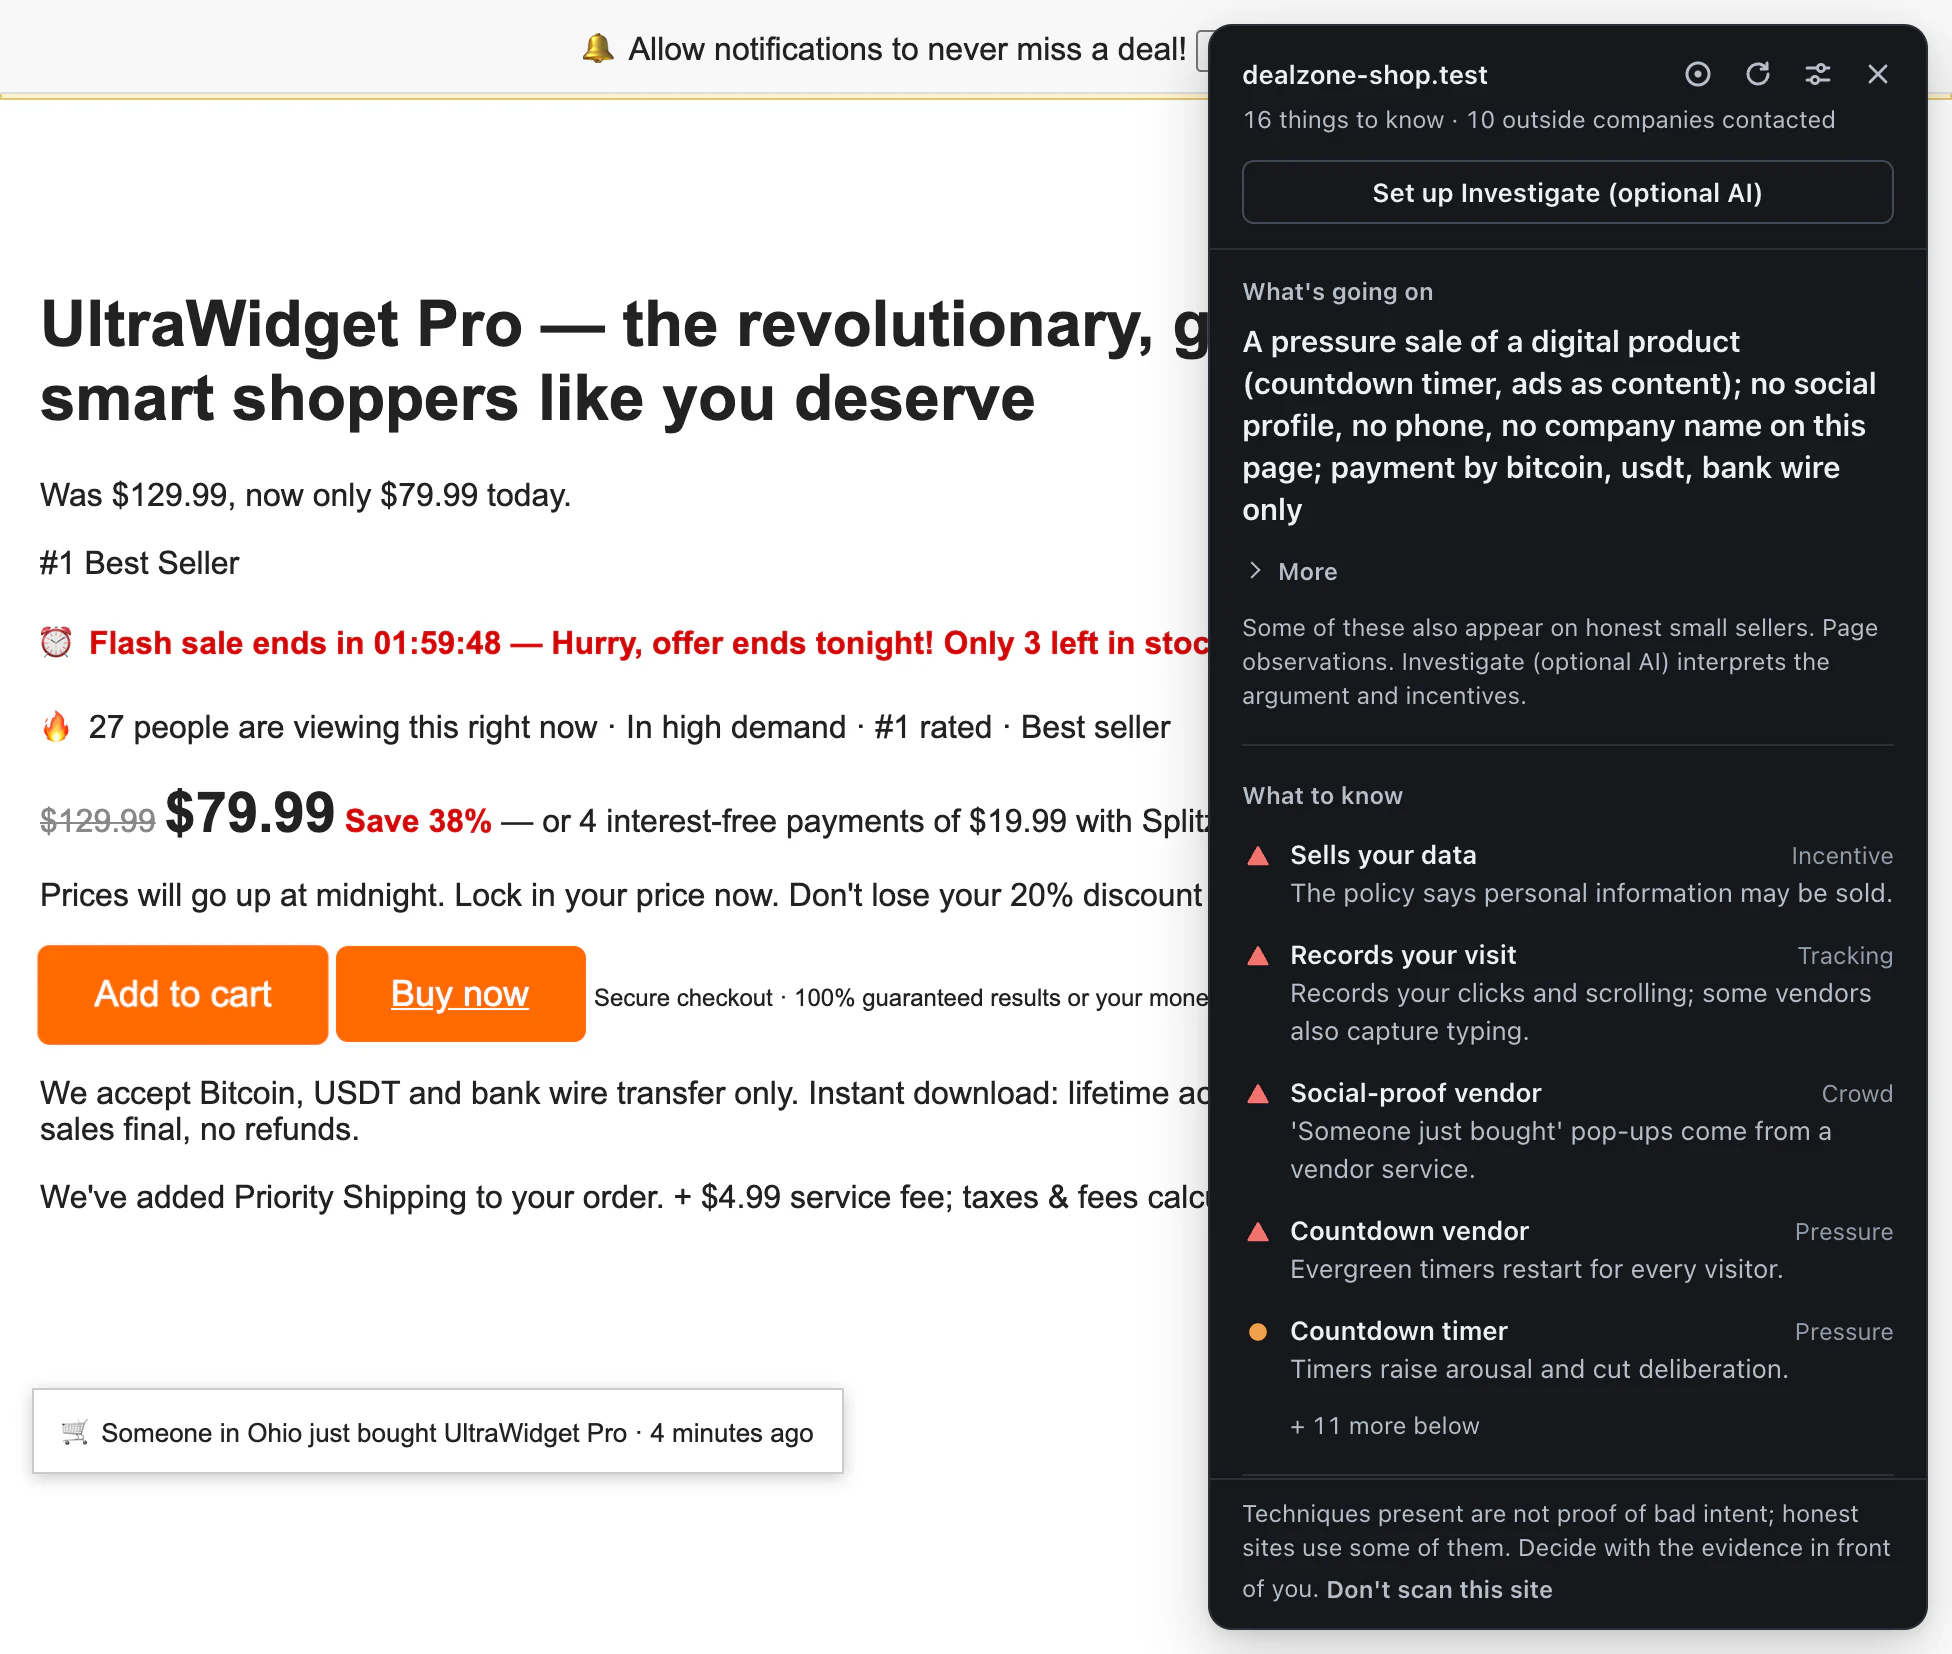 🔔 Allow notifications to never miss a deal!
UltraWidget Pro — the revolutionary,
smart shoppers like you deserve
Was $129.99, now only $79.99 today.
#1 Best Seller
⏰ Flash sale ends in 01:59:48 — Hurry, offer ends tonight! Only 3 left in
🔥 27 people are viewing this right now · In high demand · #1 rated · Best seller
$129.99 $79.99 Save 38% — or 4 interest-free payments of $19.99 with
Prices will go up at midnight. Lock in your price now. Don't lose your 20% discount
Add to cart
Buy now
Secure checkout · 100% guaranteed results or your
We accept Bitcoin, USDT and bank wire transfer only. Instant download: lifetime
sales final, no refunds.
We've added Priority Shipping to your order. + $4.99 service fee; taxes & fees
🛒 Someone in Ohio just bought UltraWidget Pro · 4 minutes ago
dealzone-shop.test
16 things to know · 10 outside companies contacted
Set up Investigate (optional AI)
What's going on
A pressure sale of a digital product
(countdown timer, ads as content); no social
profile, no phone, no company name on this
page; payment by bitcoin, usdt, bank wire
only
More
Some of these also appear on honest small sellers. Page
observations. Investigate (optional AI) interprets the
argument and incentives.
What to know
Sells your data Incentive
The policy says personal information may be sold.
Records your visit Tracking
Records your clicks and scrolling; some vendors
also capture typing.
Social-proof vendor Crowd
'Someone just bought' pop-ups come from a
vendor service.
Countdown vendor Pressure
Evergreen timers restart for every visitor.
Countdown timer Pressure
Timers raise arousal and cut deliberation.
+ 11 more below
Techniques present are not proof of bad intent; honest
sites use some of them. Decide with the evidence in front
of you. Don't scan this site